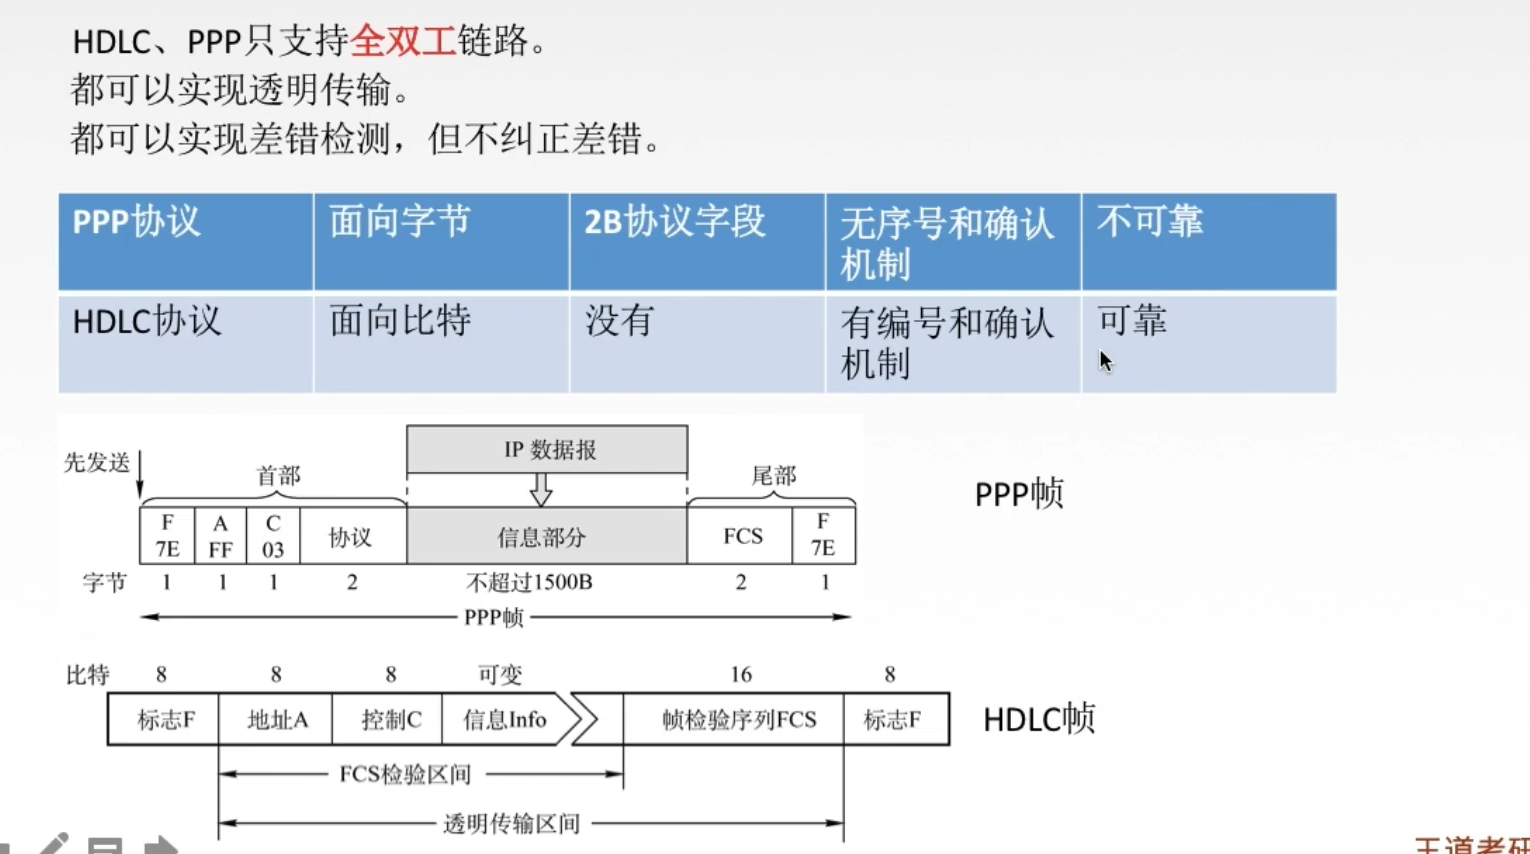 HDLC、PPP只支持全双工链路。
都可以实现透明传输。
都可以实现差错检测，但不纠正差错。
PPP协议 面向字节 2B协议字段 无序号和确认机制 不可靠
HDLC协议 面向比特 没有 有编号和确认机制 可靠
IP 数据报
先发送 首部 尾部
F 7E A FF C 03 协议 信息部分 FCS F 7E
PPP帧
字节 1 1 1 2 不超过1500B 2 1
PPP帧
比特 8 8 8 可变 16 8
标志F 地址A 控制C 信息Info 帧检验序列FCS 标志F
HDLC帧
FCS检验区间
透明传输区间
王道考研